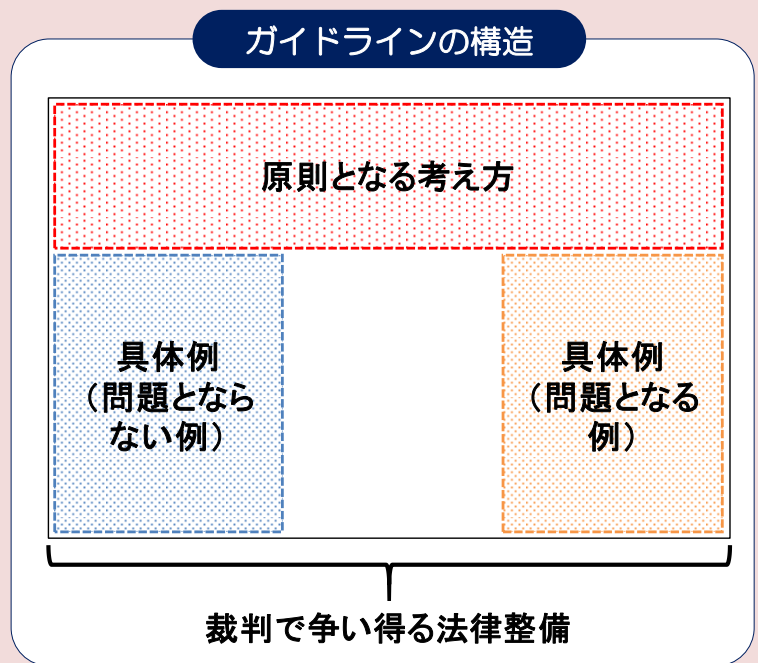 ガイドラインの構造
原則となる考え方
具体例
（問題となら
ない例）
具体例
（問題となる
例）
裁判で争い得る法律整備